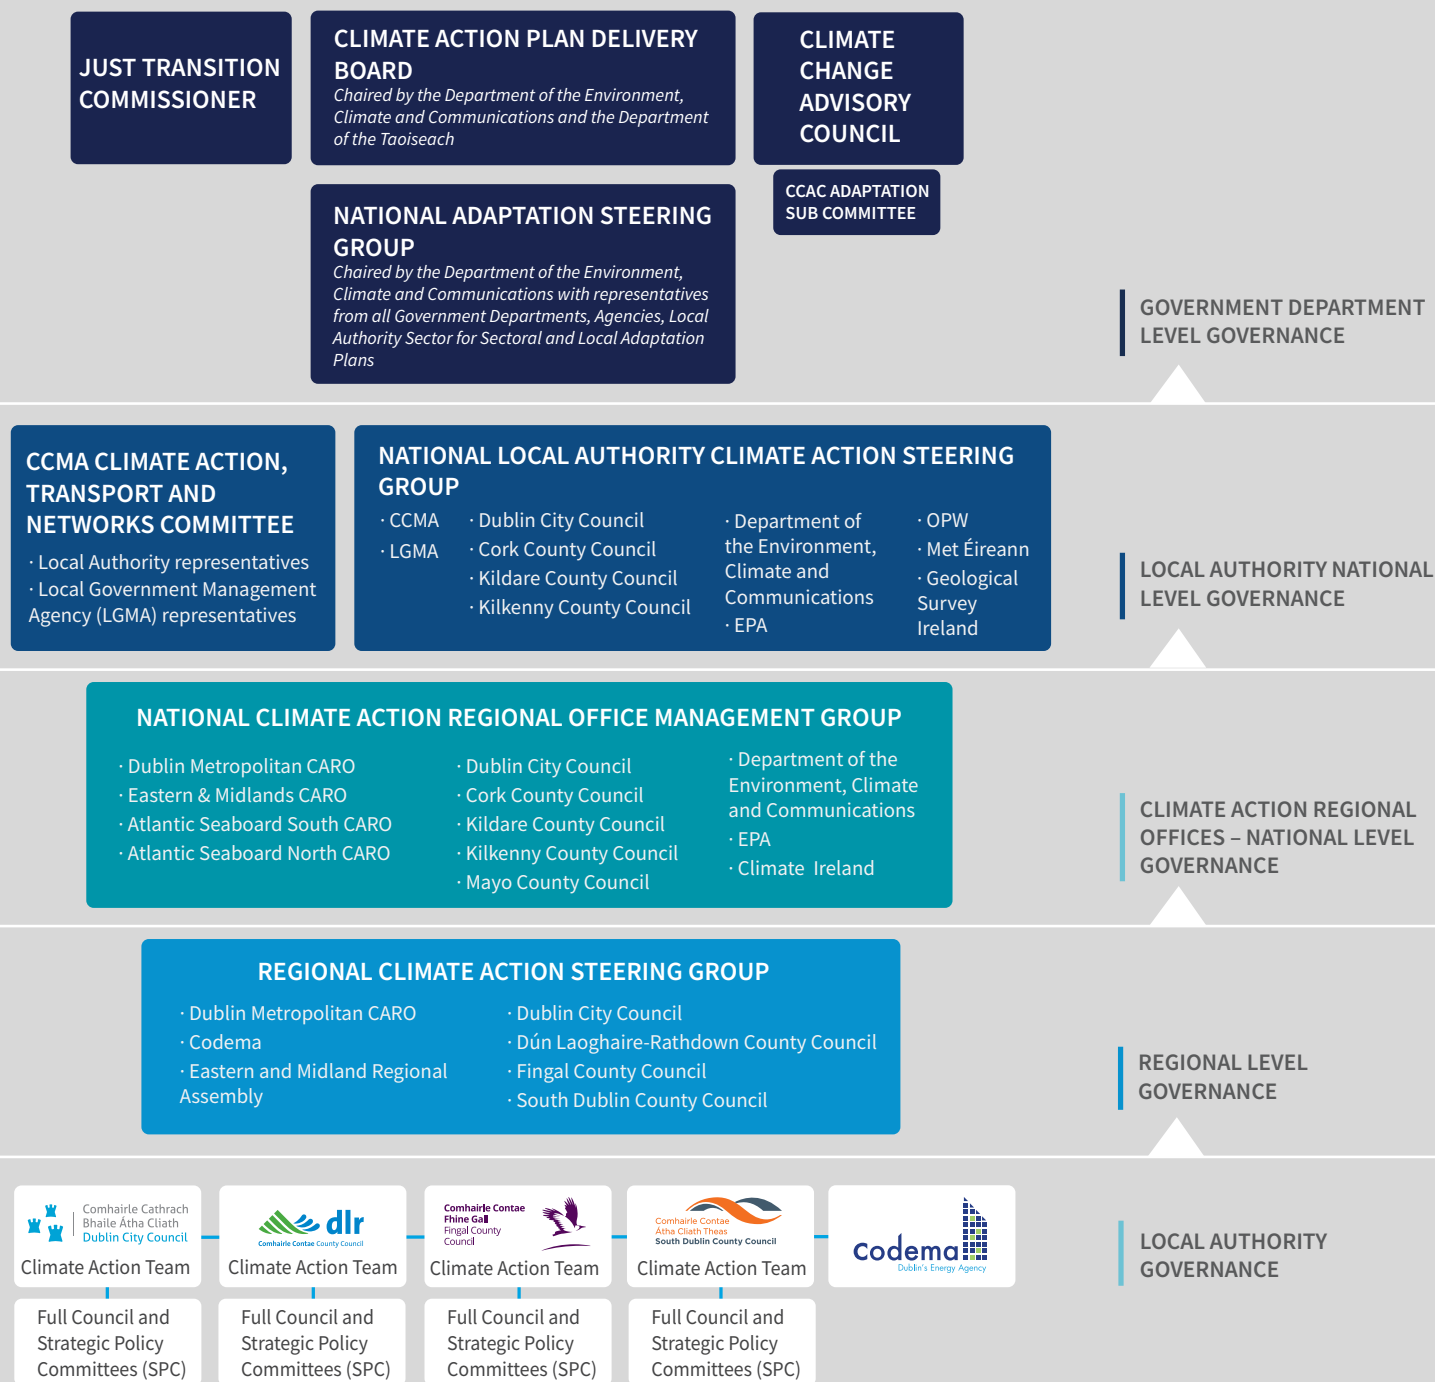 JUST TRANSITION
COMMISSIONER
CLIMATE ACTION PLAN DELIVERY
BOARD
Chaired by the Department of the Environment,
Climate and Communications and the Department
of the Taoiseach
CLIMATE
CHANGE
ADVISORY
COUNCIL
CCAC ADAPTATION
SUB COMMITTEE
NATIONAL ADAPTATION STEERING
GROUP
Chaired by the Department of the Environment,
Climate and Communications with representatives
from all Government Departments, Agencies, Local
Authority Sector for Sectoral and Local Adaptation
Plans
GOVERNMENT DEPARTMENT
LEVEL GOVERNANCE
CCMA CLIMATE ACTION,
TRANSPORT AND
NETWORKS COMMITTEE
· Local Authority representatives
· Local Government Management
Agency (LGMA) representatives
NATIONAL LOCAL AUTHORITY CLIMATE ACTION STEERING
GROUP
· CCMA
· LGMA
· Dublin City Council
· Cork County Council
· Kildare County Council
· Kilkenny County Council
· Department of
the Environment,
Climate and
Communications
· EPA
· OPW
· Met Éireann
· Geological
Survey
Ireland
LOCAL AUTHORITY NATIONAL
LEVEL GOVERNANCE
NATIONAL CLIMATE ACTION REGIONAL OFFICE MANAGEMENT GROUP
· Dublin Metropolitan CARO
· Eastern & Midlands CARO
· Atlantic Seaboard South CARO
· Atlantic Seaboard North CARO
· Dublin City Council
· Cork County Council
· Kildare County Council
· Kilkenny County Council
· Mayo County Council
· Department of the
Environment, Climate
and Communications
· EPA
· Climate Ireland
CLIMATE ACTION REGIONAL
OFFICES – NATIONAL LEVEL
GOVERNANCE
REGIONAL CLIMATE ACTION STEERING GROUP
· Dublin Metropolitan CARO
· Codema
· Eastern and Midland Regional
Assembly
· Dublin City Council
· Dún Laoghaire-Rathdown County Council
· Fingal County Council
· South Dublin County Council
REGIONAL LEVEL
GOVERNANCE
Comhairle Cathrach
Bhaile Átha Cliath
Dublin City Council
Climate Action Team
dlr
Comhairle Contae County Council
Climate Action Team
Comhairle Contae
Fhine Gall
Fingal County
Council
Climate Action Team
Comhairle Contae
Átha Cliath Theas
South Dublin County Council
Climate Action Team
codema
Dublin's Energy Agency
LOCAL AUTHORITY
GOVERNANCE
Full Council and
Strategic Policy
Committees (SPC)
Full Council and
Strategic Policy
Committees (SPC)
Full Council and
Strategic Policy
Committees (SPC)
Full Council and
Strategic Policy
Committees (SPC)